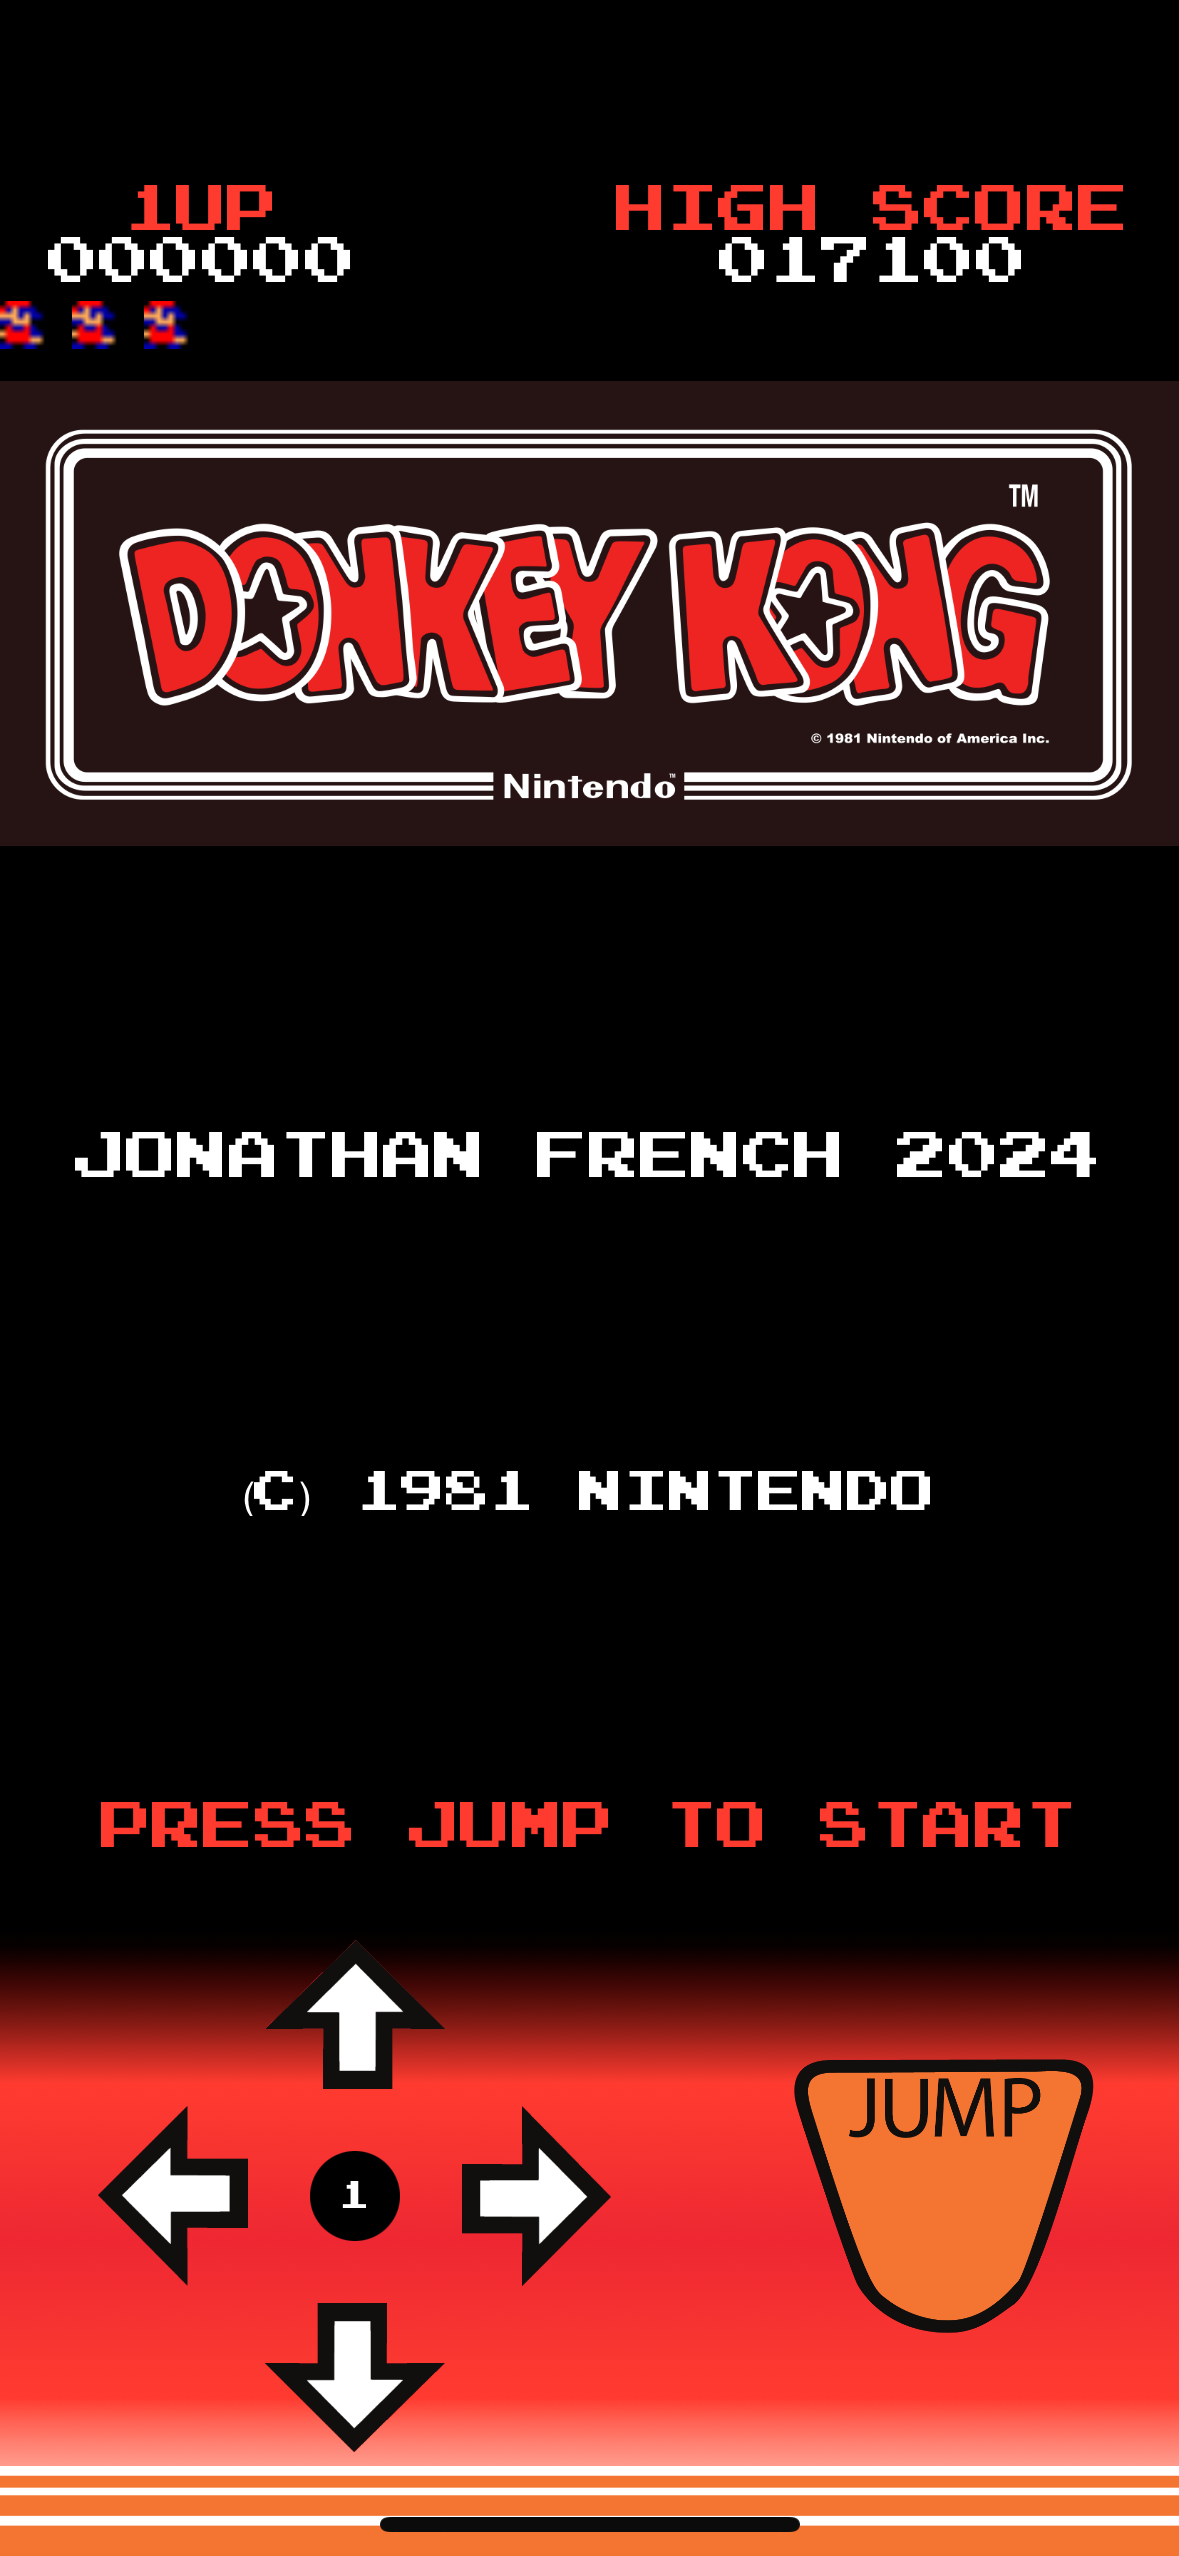 1UP
HIGH SCORE
000000
017100
TM
DONKEY KONG
© 1981 Nintendo of America Inc.
Nintendo™
JONATHAN FRENCH 2024
(C) 1981 NINTENDO
PRESS JUMP TO START
JUMP
1